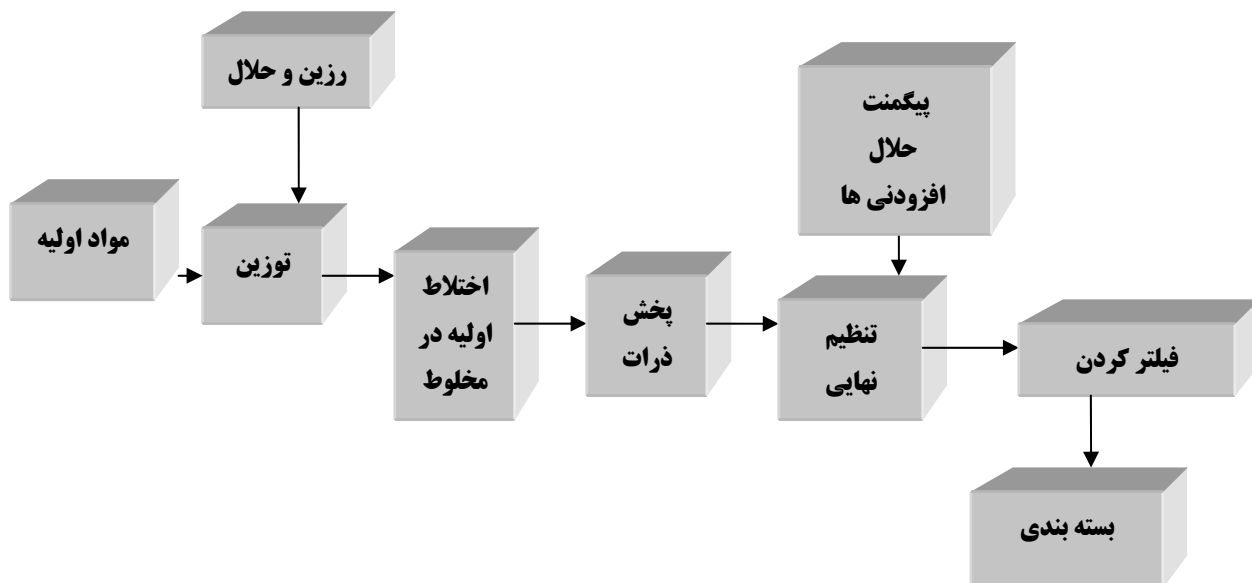 رزین و حلال
پیگمنت
حلال
افزودنی ها
مواد اولیه
توزین
اختلاط
اولیه در
مخلوط
پخش
ذرات
تنظیم
نهایی
فیلتر کردن
بسته بندی